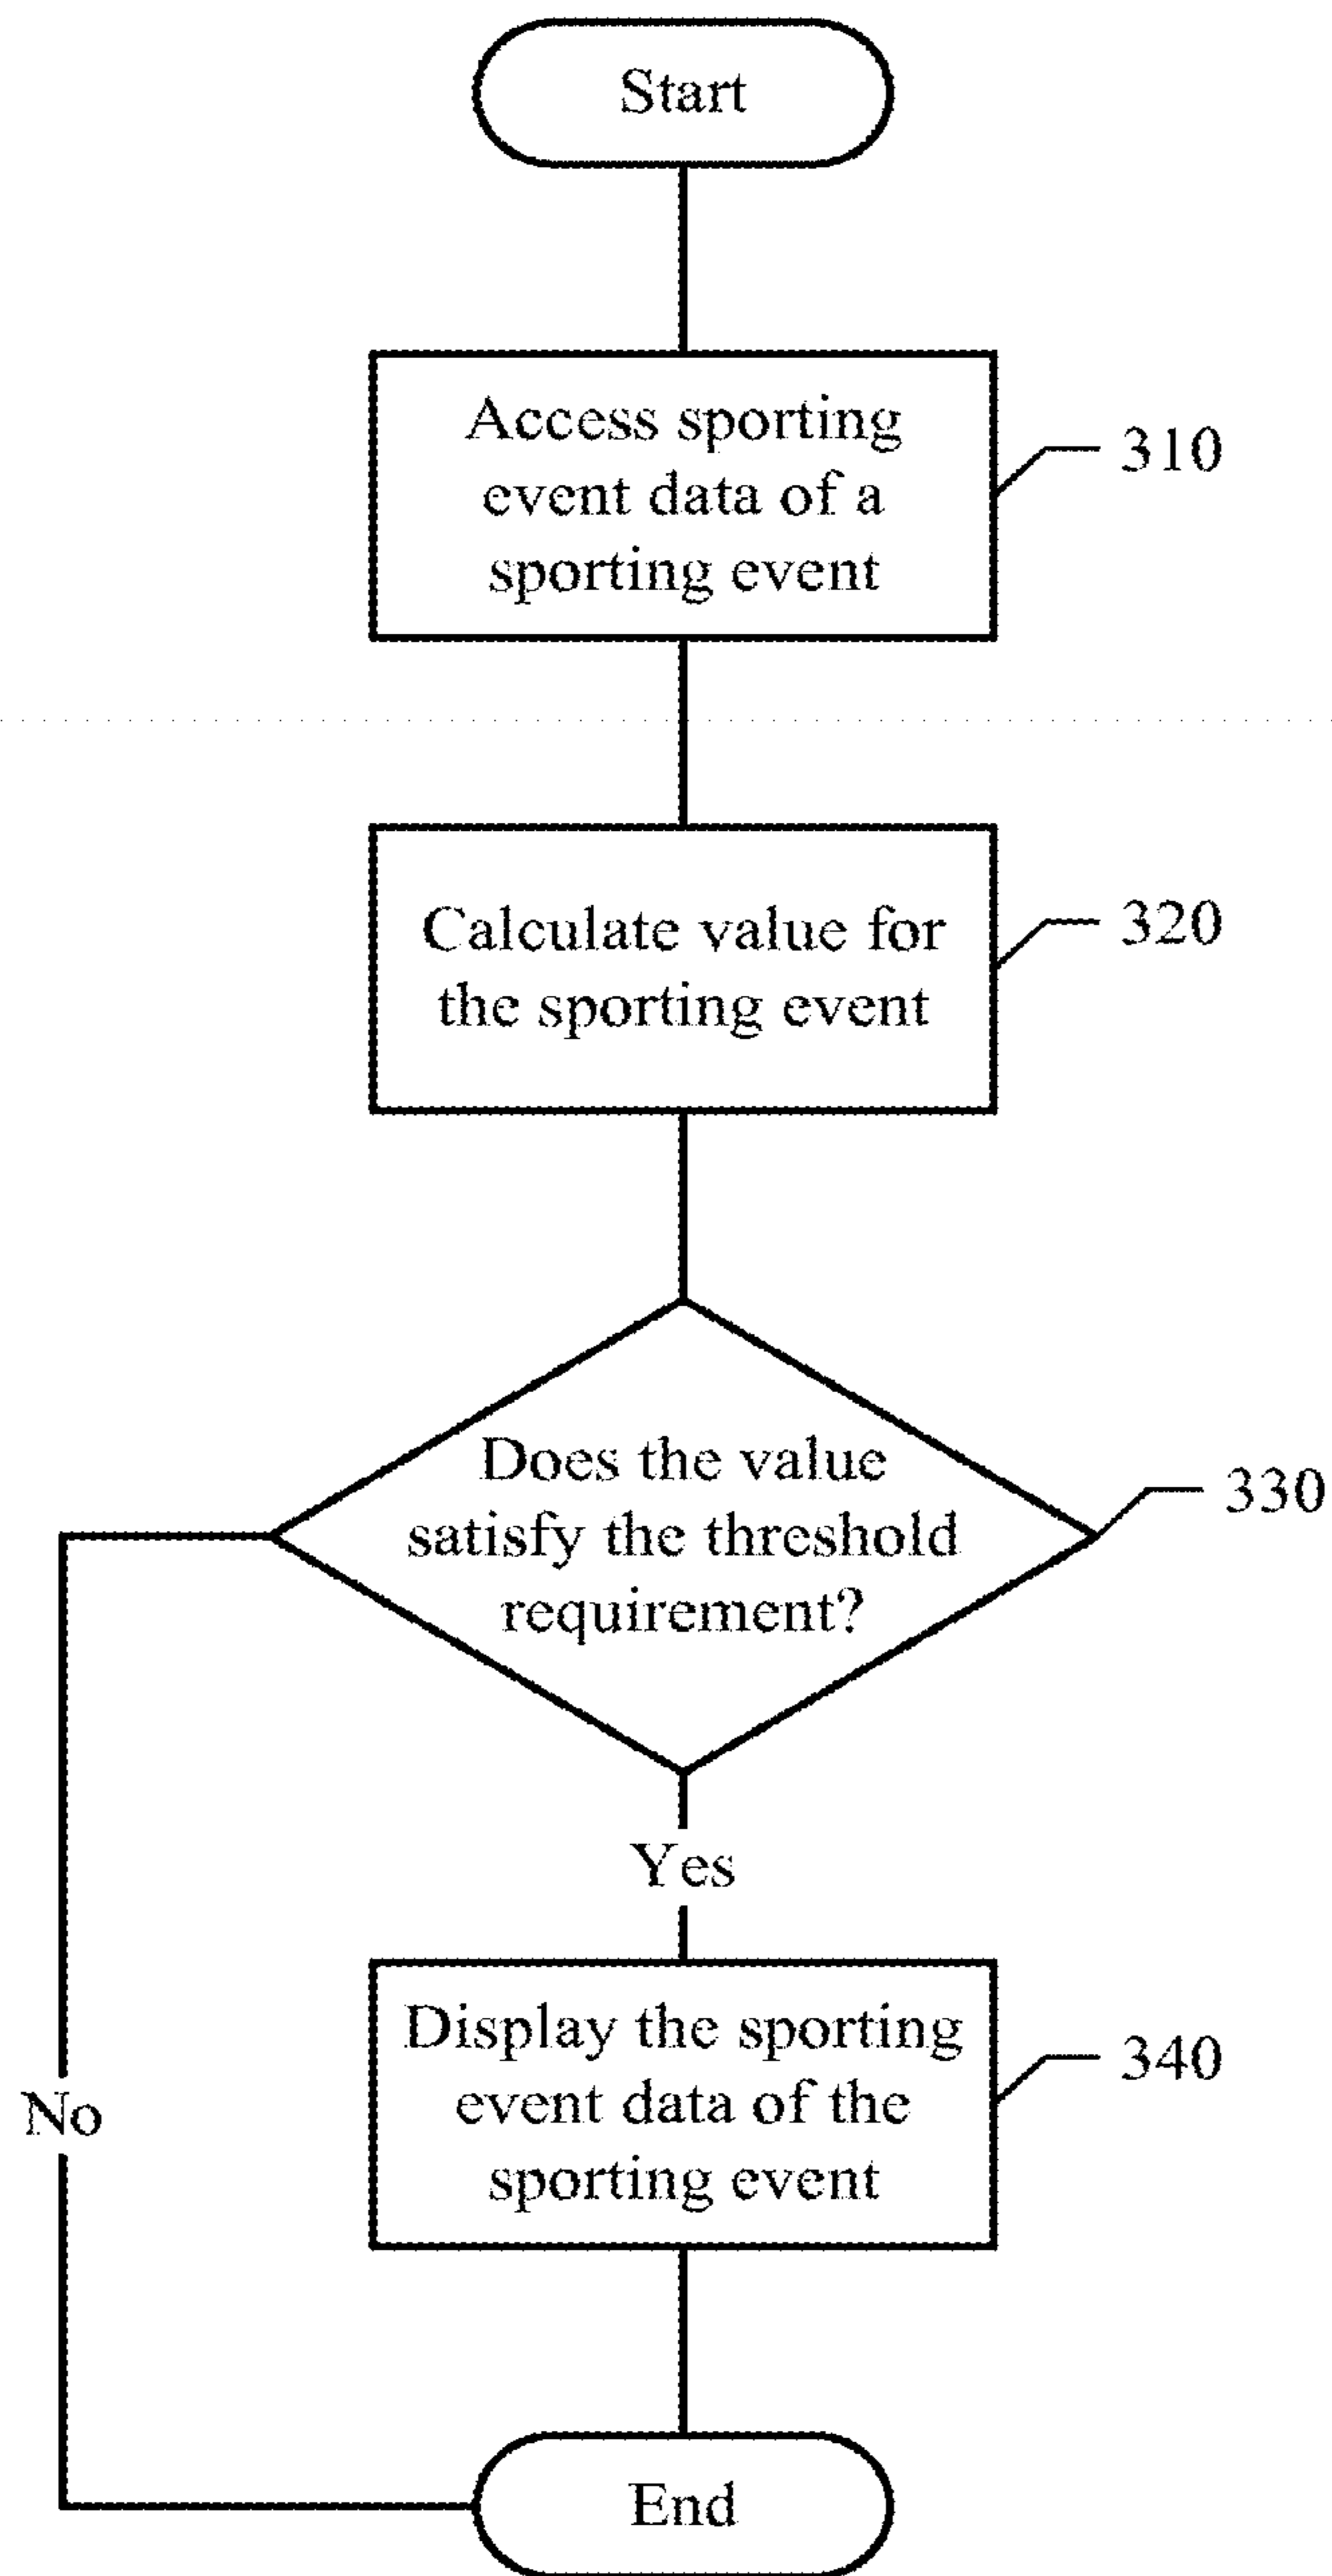 Start
Access sporting
event data of a
sporting event
310
Calculate value for
the sporting event
320
Does the value
satisfy the threshold
requirement?
330
Yes
Display the sporting
event data of the
sporting event
340
No
End